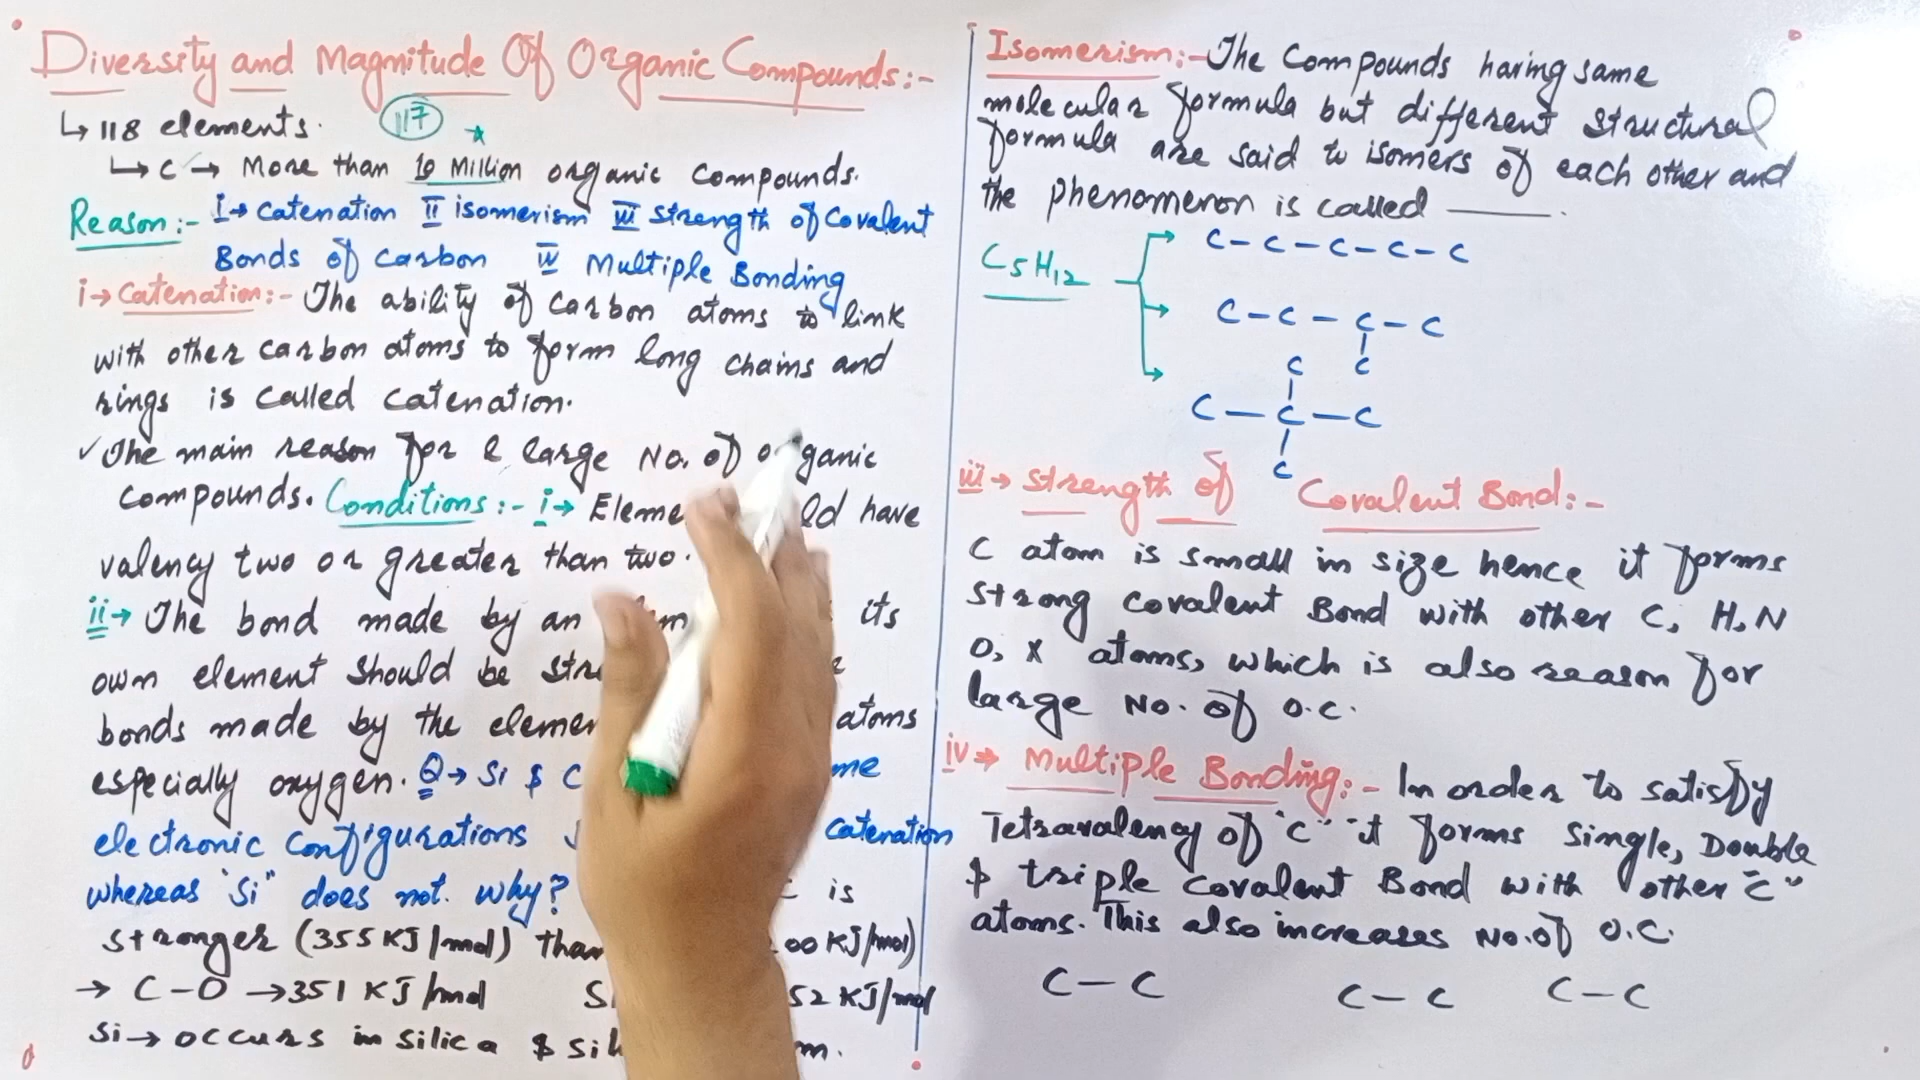 Diversity and Magnitude Of Organic Compounds:-
↳ 118 elements. 117 *
↳ C → More than 10 Million organic compounds.
Reason:- I→ Catenation II isomerism III Strength of Covalent
Bonds of Carbon IV Multiple Bonding
i→ Catenation:- The ability of Carbon atoms to link
with other carbon atoms to form long chains and
rings is called catenation.
✓ The main reason for large No. of organic
compounds. Conditions:- i→ Eleme ld have
valency two or greater than two.
ii→ The bond made by an its
own element should be str
bonds made by the elemen atoms
especially oxygen. Q→ Si $ C me
electronic configurations catenation
whereas "Si" does not. why? is
stronger (355 KJ/mol) than 00 KJ/mol)
→ C-O → 351 KJ/mol S 52 KJ/mol
Si → occurs in silica $ sil m.
Isomerism:- The Compounds having same
molecular formula but different structural
formula are said to isomers of each other and
the phenomenon is called ———.
C5H12
C-C-C-C-C
C-C-C-C
C
C
C-C-C
C
iii→ Strength of Covalent Bond:-
C atom is small in size hence it forms
strong covalent Bond with other C, H, N
O, X atoms, which is also reason for
large No. of O.C.
iv→ Multiple Bonding:- In order to satisfy
Tetravalency of "C" it forms single, Double
$ triple covalent Bond with other "C"
atoms. This also increases No. of O.C.
C-C C-C C-C